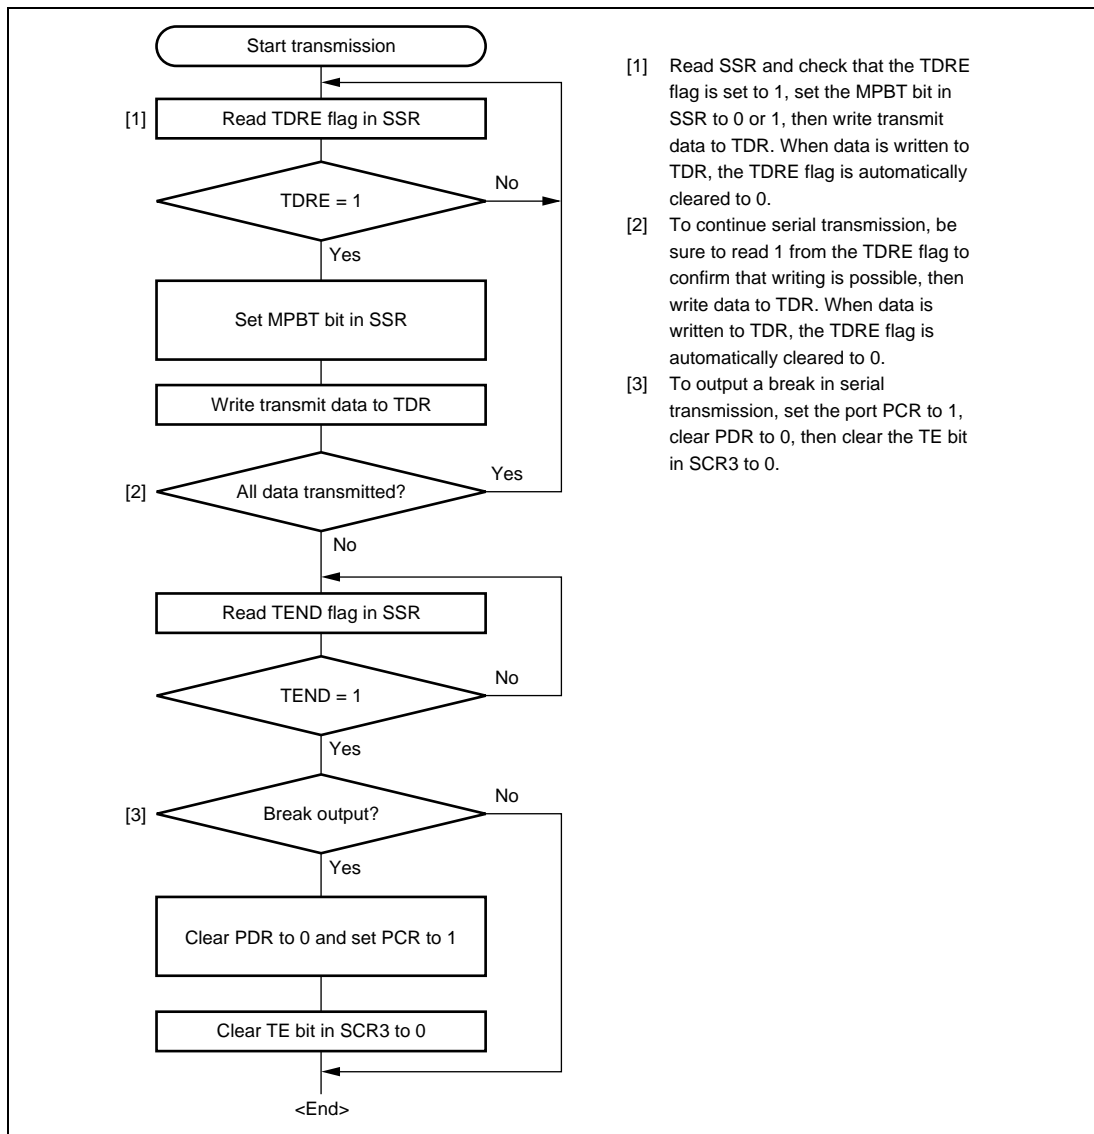 Start transmission
[1] Read TDRE flag in SSR
TDRE = 1
No
Yes
Set MPBT bit in SSR
Write transmit data to TDR
[2] All data transmitted?
Yes
No
Read TEND flag in SSR
TEND = 1
No
Yes
[3] Break output?
No
Yes
Clear PDR to 0 and set PCR to 1
Clear TE bit in SCR3 to 0
<End>
[1] Read SSR and check that the TDRE
flag is set to 1, set the MPBT bit in
SSR to 0 or 1, then write transmit
data to TDR. When data is written to
TDR, the TDRE flag is automatically
cleared to 0.
[2] To continue serial transmission, be
sure to read 1 from the TDRE flag to
confirm that writing is possible, then
write data to TDR. When data is
written to TDR, the TDRE flag is
automatically cleared to 0.
[3] To output a break in serial
transmission, set the port PCR to 1,
clear PDR to 0, then clear the TE bit
in SCR3 to 0.